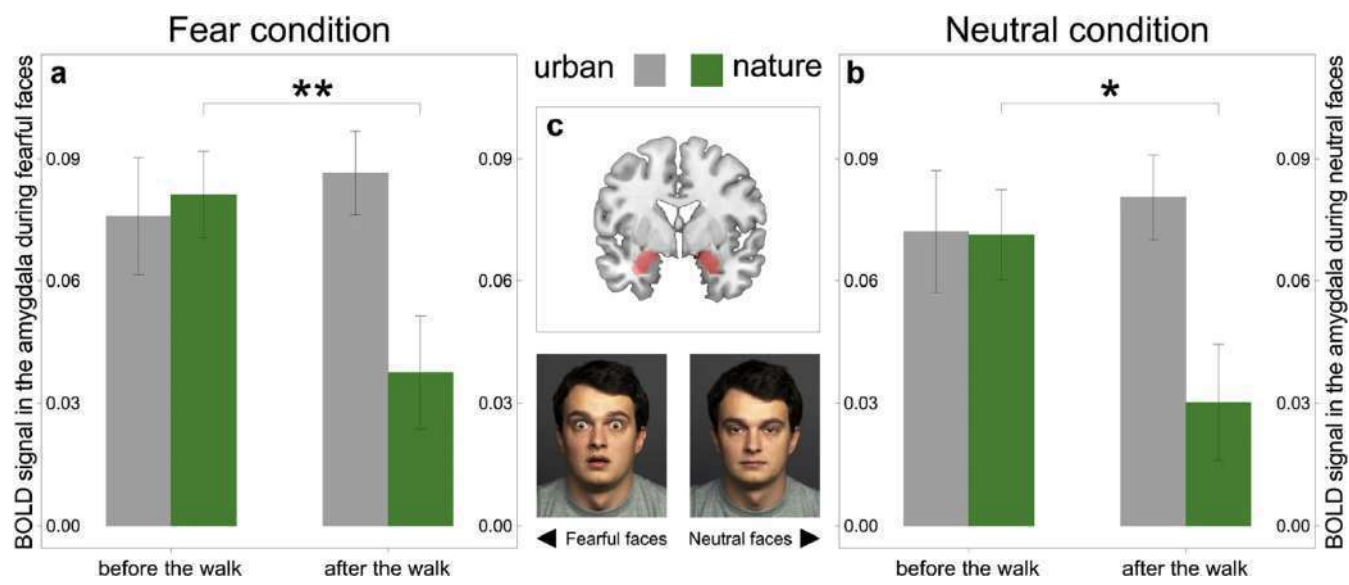 Fear condition
Neutral condition
BOLD signal in the amygdala during fearful faces
a
**
0.09
0.06
0.03
0.00
0.09
0.06
0.03
0.00
before the walk
after the walk
urban
nature
c
Fearful faces
Neutral faces
b
*
0.09
0.06
0.03
0.00
0.09
0.06
0.03
0.00
before the walk
after the walk
BOLD signal in the amygdala during neutral faces